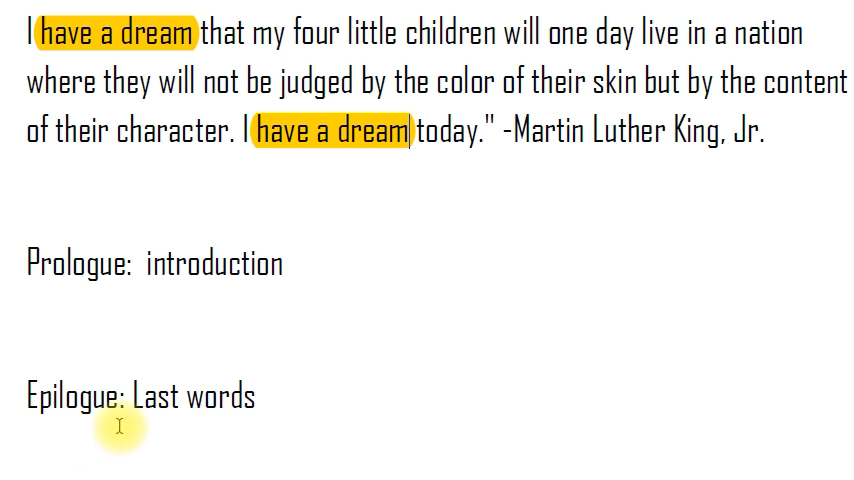 I have a dream that my four little children will one day live in a nation
where they will not be judged by the color of their skin but by the content
of their character. I have a dream today." -Martin Luther King, Jr.
Prologue:  introduction
Epilogue: Last words